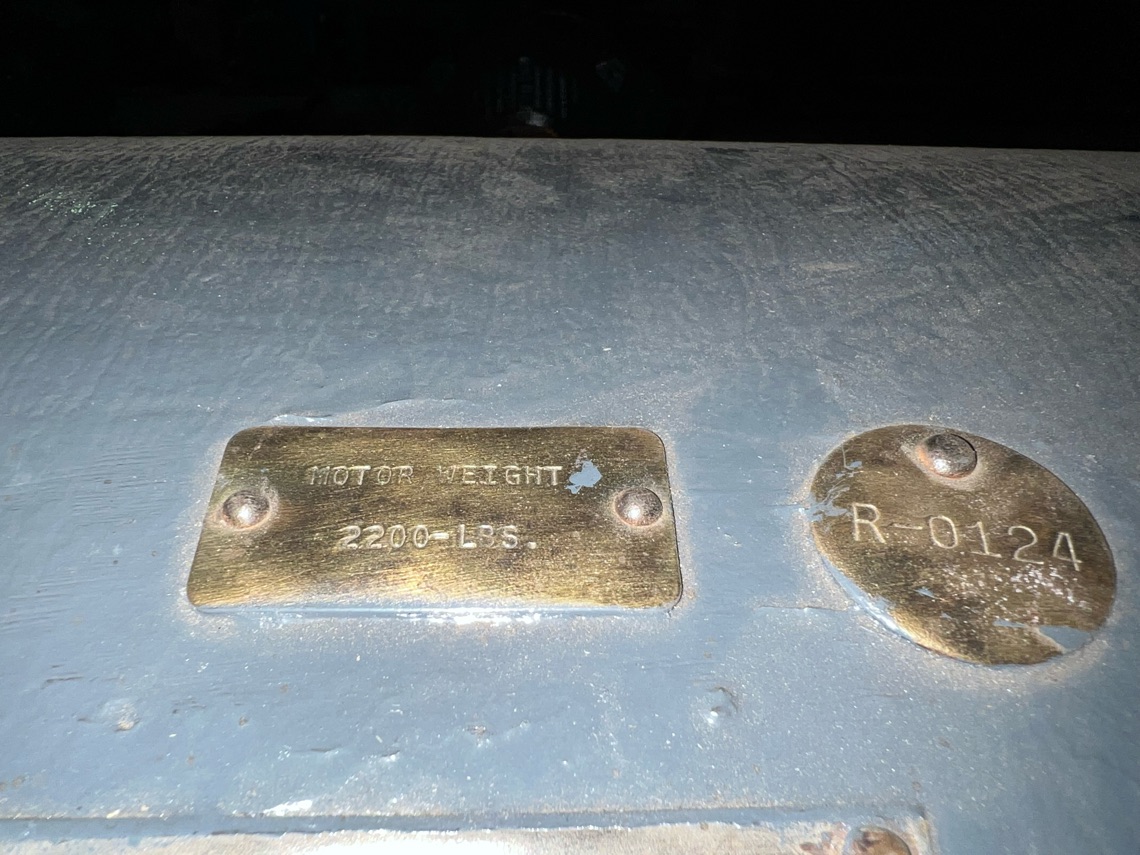 MOTOR WEIGHT
2200-LBS.
R-0124